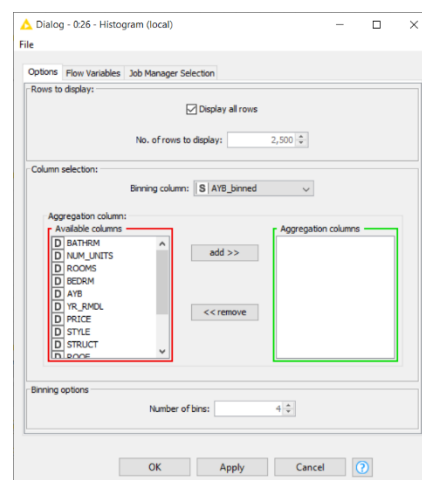 Dialog - 0:26 - Histogram (local)
File
Options Flow Variables Job Manager Selection
Rows to display:
Display all rows
No. of rows to display: 2,500
Column selection:
Binning column: S AYB_binned
Aggregation column:
Available columns
Aggregation columns
D BATHRM
D NUM_UNITS
D ROOMS
D BEDRM
D AYB
D YR_RMDL
D PRICE
D STYLE
D STRUCT
D ROOF
add >>
<< remove
Binning options
Number of bins: 4
OK Apply Cancel ?